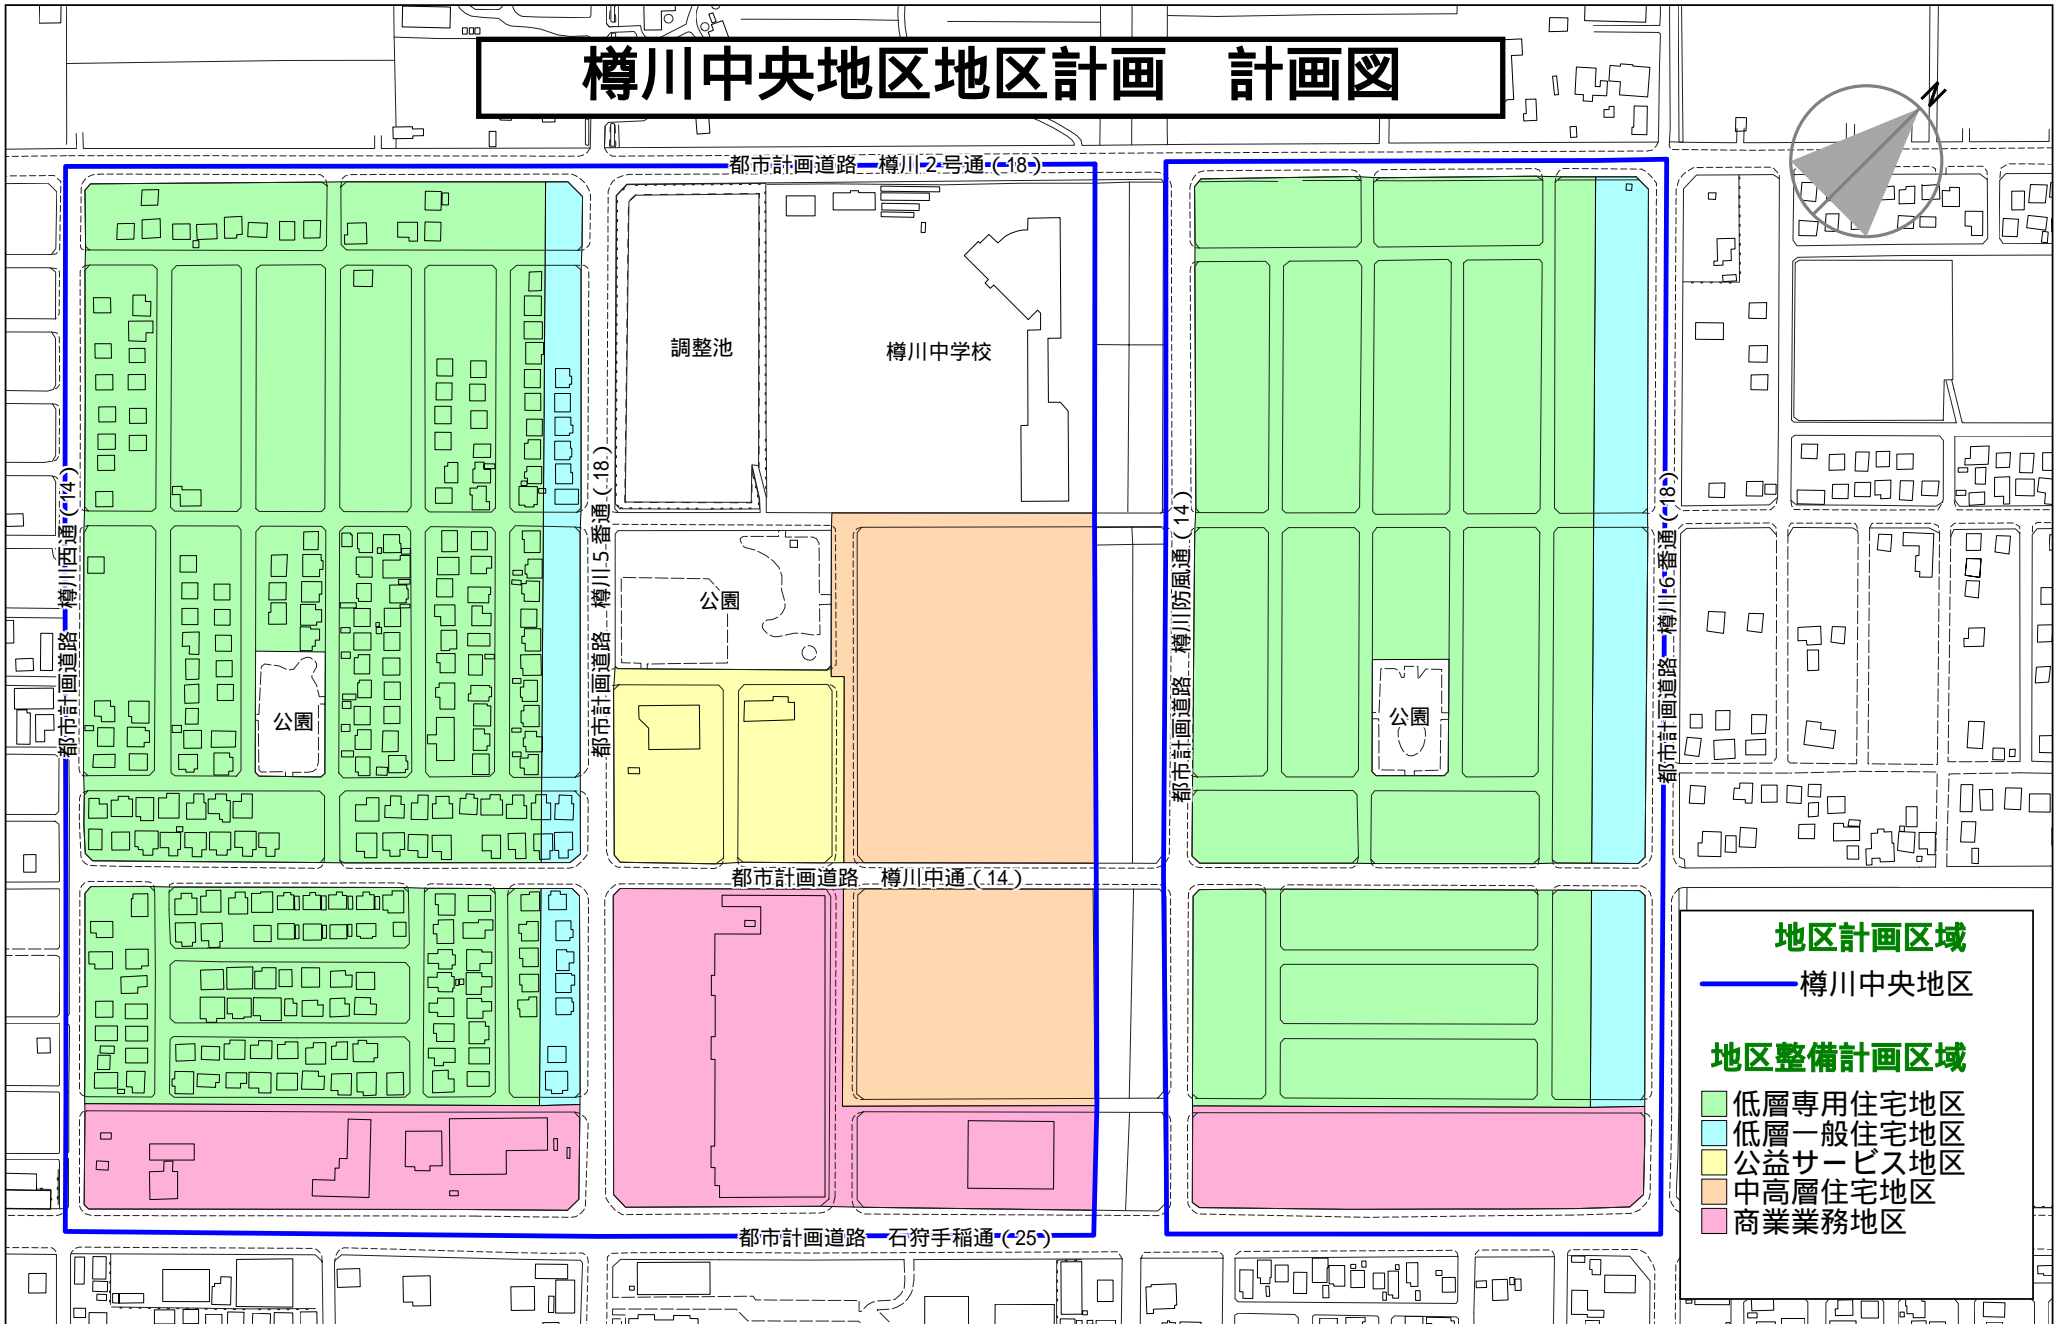 樽川中央地区地区計画　計画図
N
都市計画道路　樽川2号通(18)
調整池
樽川中学校
都市計画道路　樽川西通(14)
都市計画道路　樽川5番通(18)
都市計画道路　樽川防風通(14)
都市計画道路　樽川6番通(18)
公園
公園
公園
都市計画道路　樽川中通(14)
都市計画道路　石狩手稲通(25)
地区計画区域
樽川中央地区
地区整備計画区域
低層専用住宅地区
低層一般住宅地区
公益サービス地区
中高層住宅地区
商業業務地区